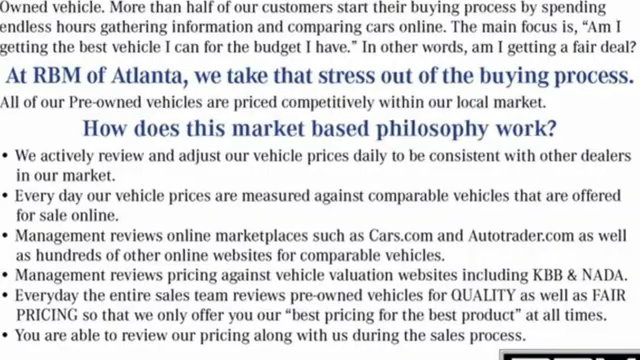 Owned vehicle. More than half of our customers start their buying process by spending
endless hours gathering information and comparing cars online. The main focus is, “Am I
getting the best vehicle I can for the budget I have.” In other words, am I getting a fair deal?
At RBM of Atlanta, we take that stress out of the buying process.
All of our Pre-owned vehicles are priced competitively within our local market.
How does this market based philosophy work?
• We actively review and adjust our vehicle prices daily to be consistent with other dealers
in our market.
• Every day our vehicle prices are measured against comparable vehicles that are offered
for sale online.
• Management reviews online marketplaces such as Cars.com and Autotrader.com as well
as hundreds of other online websites for comparable vehicles.
• Management reviews pricing against vehicle valuation websites including KBB & NADA.
• Everyday the entire sales team reviews pre-owned vehicles for QUALITY as well as FAIR
PRICING so that we only offer you our “best pricing for the best product” at all times.
• You are able to review our pricing along with us during the sales process.